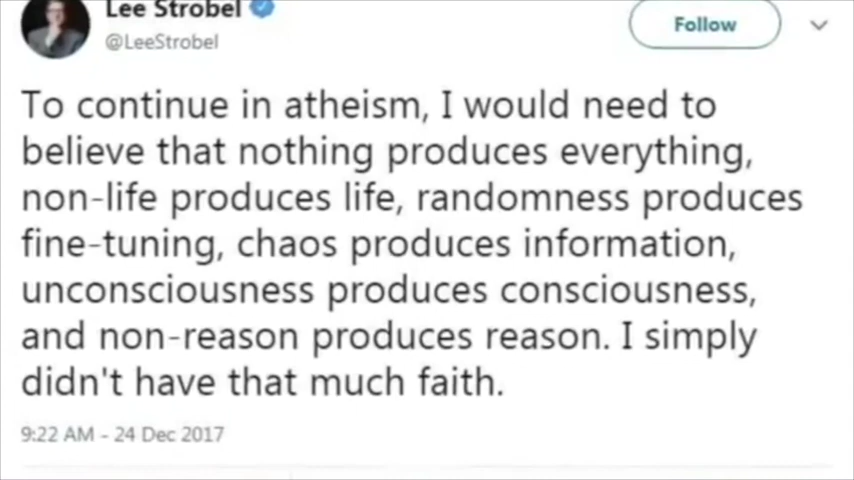 Lee Strobel
@LeeStrobel
Follow
To continue in atheism, I would need to
believe that nothing produces everything,
non-life produces life, randomness produces
fine-tuning, chaos produces information,
unconsciousness produces consciousness,
and non-reason produces reason. I simply
didn't have that much faith.
9:22 AM - 24 Dec 2017